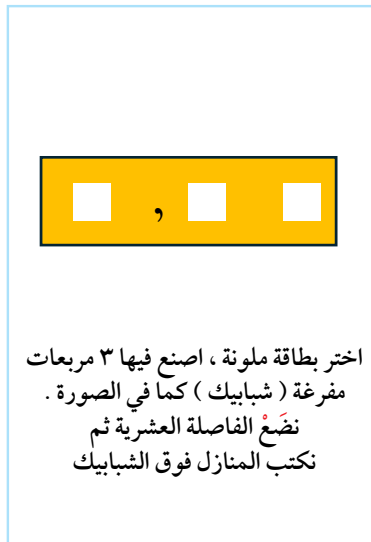 ,
اختر بطاقة ملونة ، اصنع فيها ٣ مربعات
مفرغة ( شبابيك ) كما في الصورة .
نضَعْ الفاصلة العشرية ثم
نكتب المنازل فوق الشبابيك